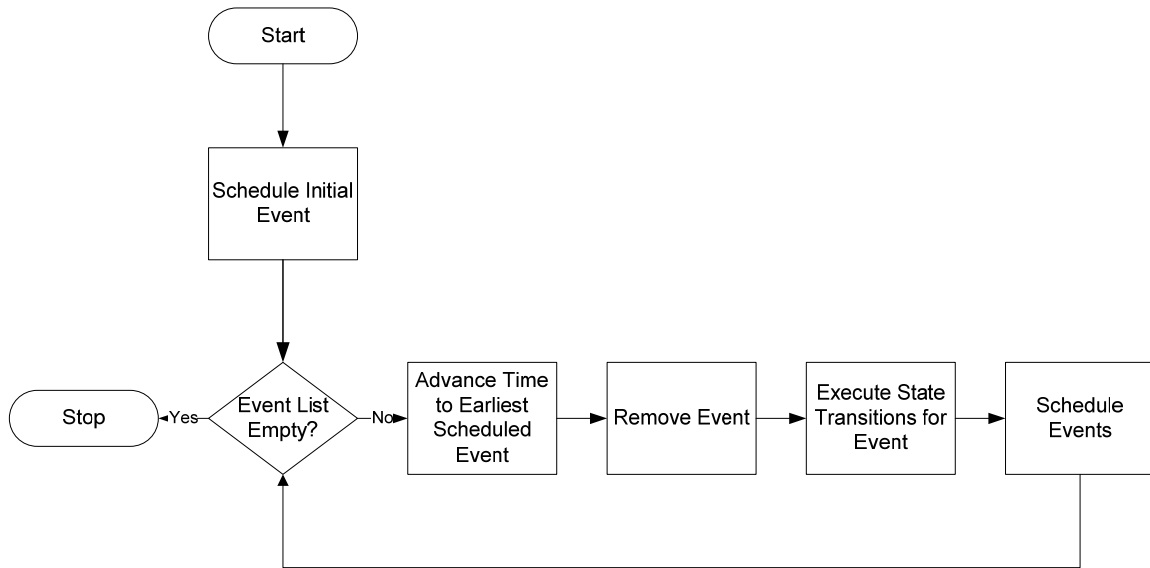 Start
Schedule Initial
Event
Stop
Yes
Event List
Empty?
No
Advance Time
to Earliest
Scheduled
Event
Remove Event
Execute State
Transitions for
Event
Schedule
Events